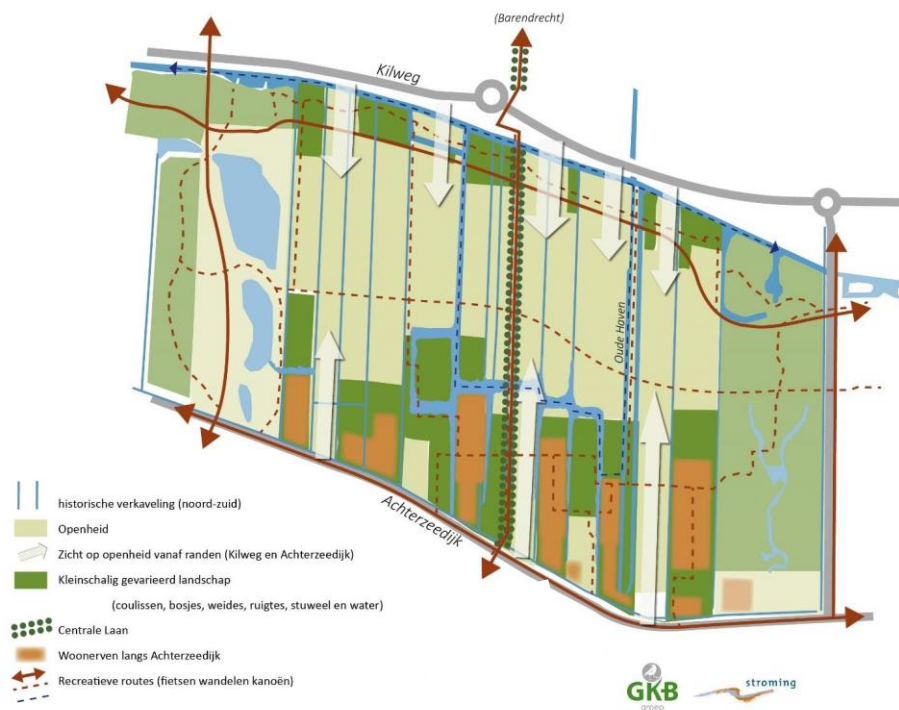 (Barendrecht)
Kilweg
Oude Haven
Achterzeedijk
historische verkaveling (noord-zuid)
Openheid
Zicht op openheid vanaf randen (Kilweg en Achterzeedijk)
Kleinschalig gevarieerd landschap
(coulissen, bosjes, weides, ruigtes, stuweel en water)
Centrale Laan
Woonerven langs Achterzeedijk
Recreatieve routes (fietsen wandelen kanoën)
GKB
groep
stroming